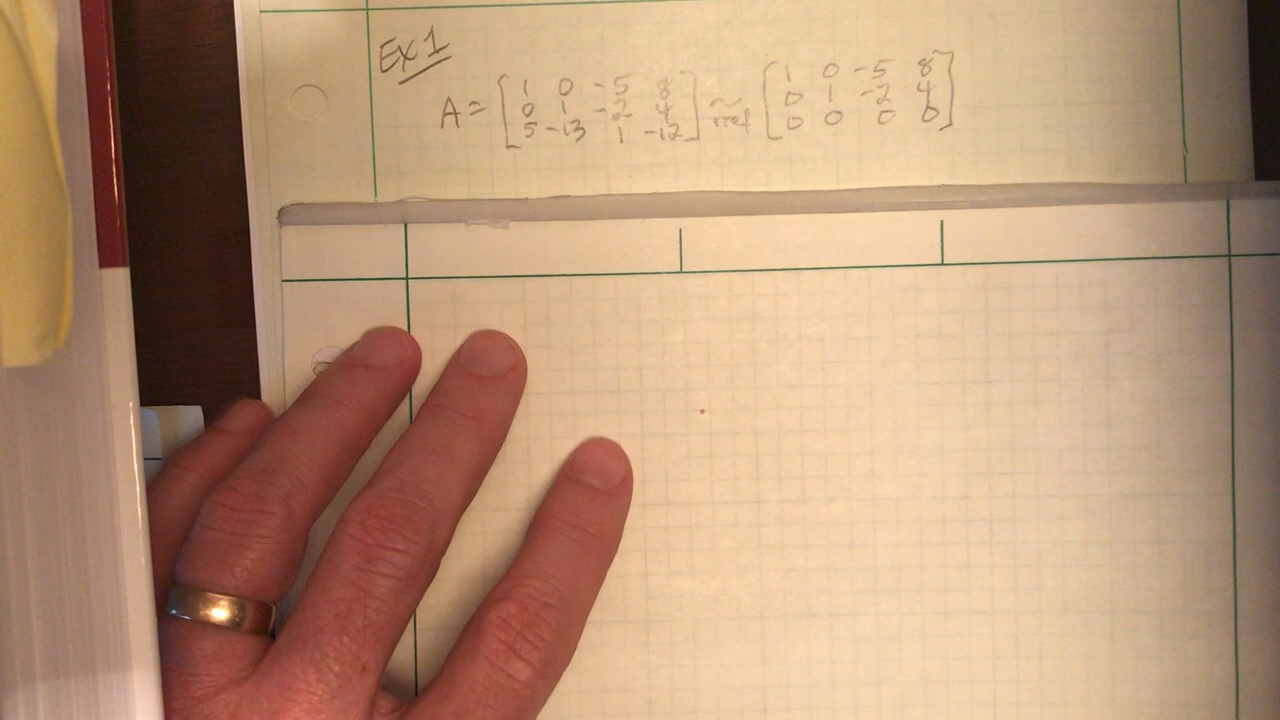 Ex 1
A = [ 1 0 -5 8 ] ~ [ 1 0 -5 8 ]
[ 0 1 -2 4 ] rref [ 0 1 -2 4 ]
[ 5 -13 1 -12 ] [ 0 0 0 0 ]